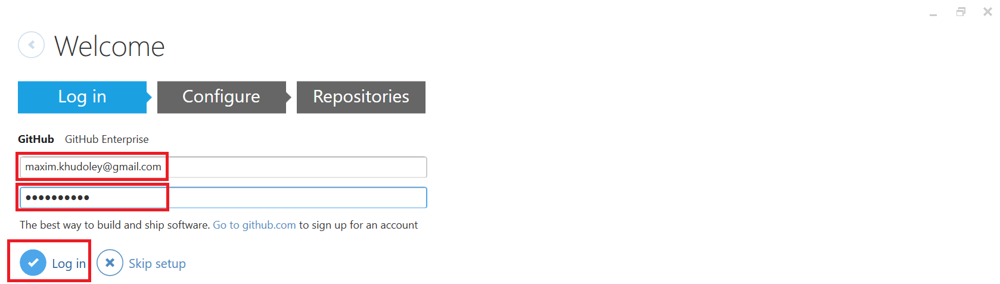 Welcome
Log in Configure Repositories
GitHub GitHub Enterprise
maxim.khudoley@gmail.com
••••••••••
The best way to build and ship software. Go to github.com to sign up for an account
Log in Skip setup